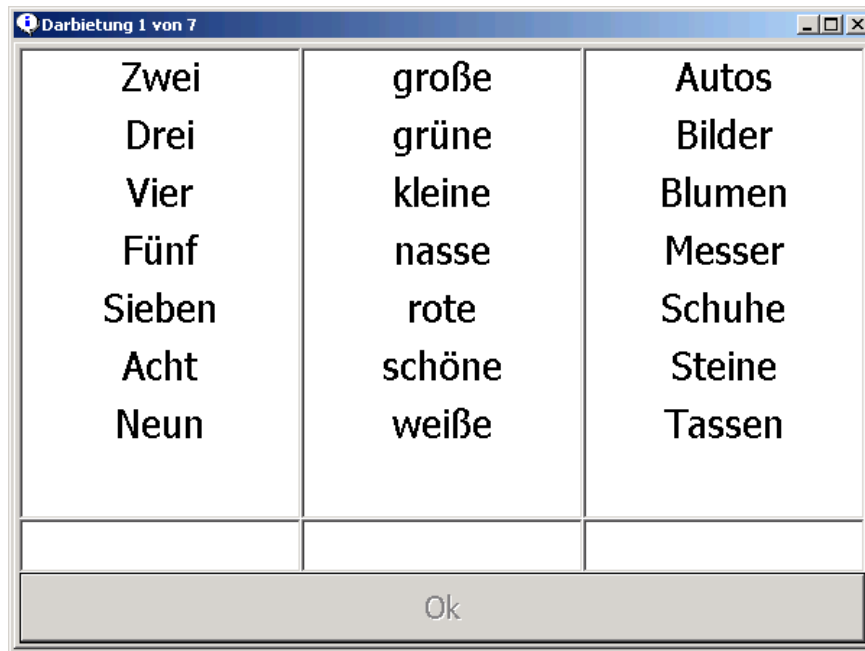 Darbietung 1 von 7
Zwei große Autos
Drei grüne Bilder
Vier kleine Blumen
Fünf nasse Messer
Sieben rote Schuhe
Acht schöne Steine
Neun weiße Tassen
Ok